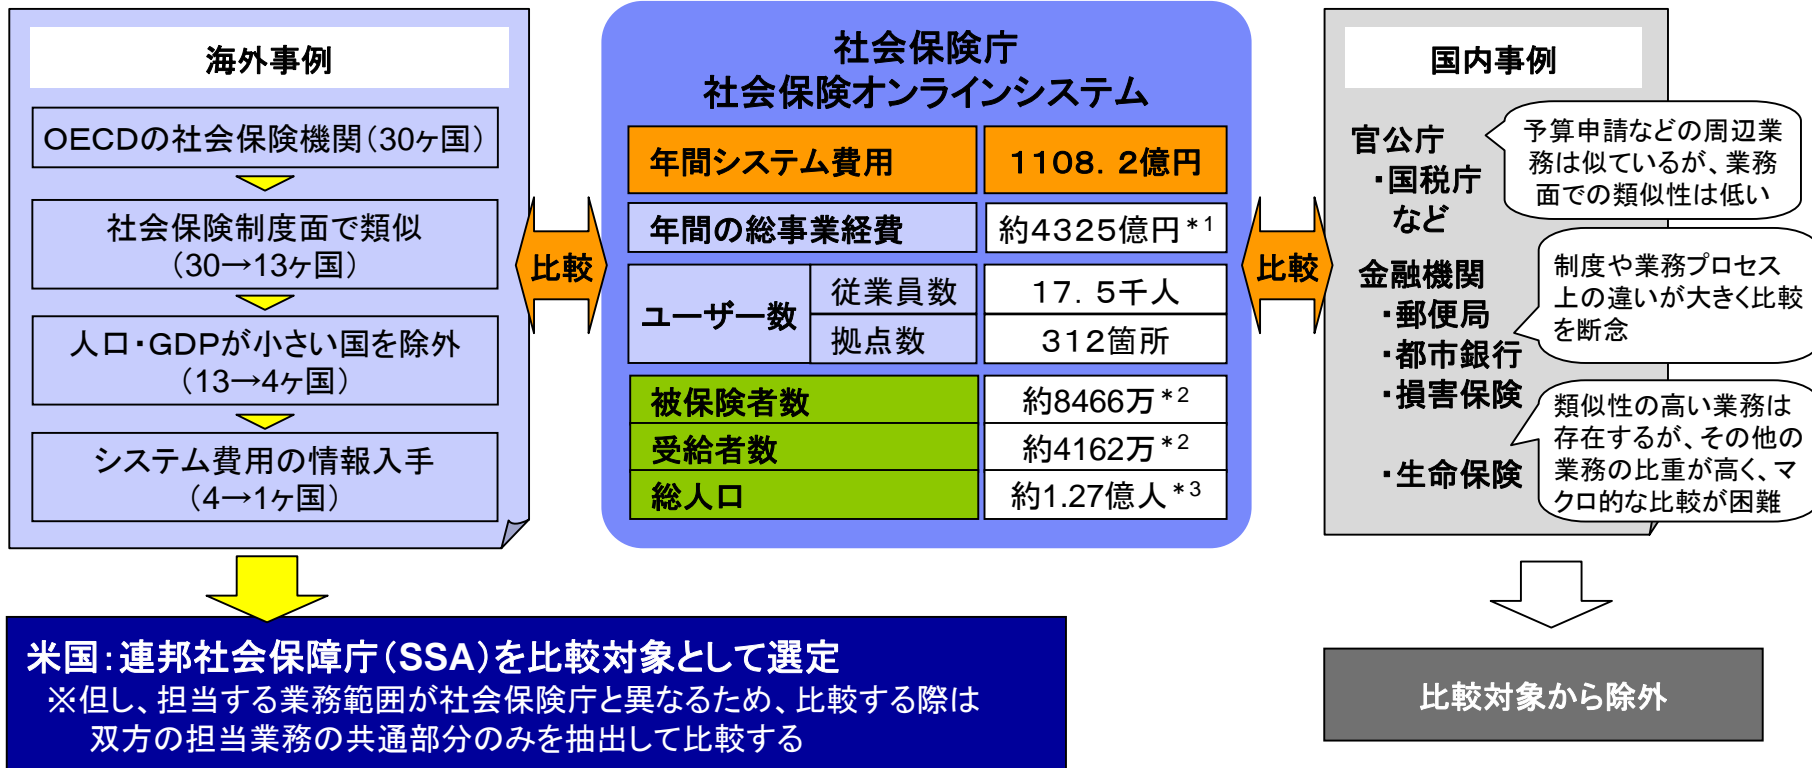 海外事例
OECDの社会保険機関（30ヶ国）
社会保険制度面で類似
（30→13ヶ国）
人口・GDPが小さい国を除外
（13→4ヶ国）
システム費用の情報入手
（4→1ヶ国）
比較
社会保険庁
社会保険オンラインシステム
年間システム費用 1108．2億円
年間の総事業経費 約4325億円*1
ユーザー数
従業員数 17．5千人
拠点数 312箇所
被保険者数 約8466万*2
受給者数 約4162万*2
総人口 約1.27億人*3
比較
国内事例
官公庁
・国税庁
など
予算申請などの周辺業
務は似ているが、業務
面での類似性は低い
金融機関
・郵便局
・都市銀行
・損害保険
・生命保険
制度や業務プロセス
上の違いが大きく比較
を断念
類似性の高い業務は
存在するが、その他の
業務の比重が高く、マ
クロ的な比較が困難
米国：連邦社会保障庁（SSA）を比較対象として選定
※但し、担当する業務範囲が社会保険庁と異なるため、比較する際は
双方の担当業務の共通部分のみを抽出して比較する
比較対象から除外